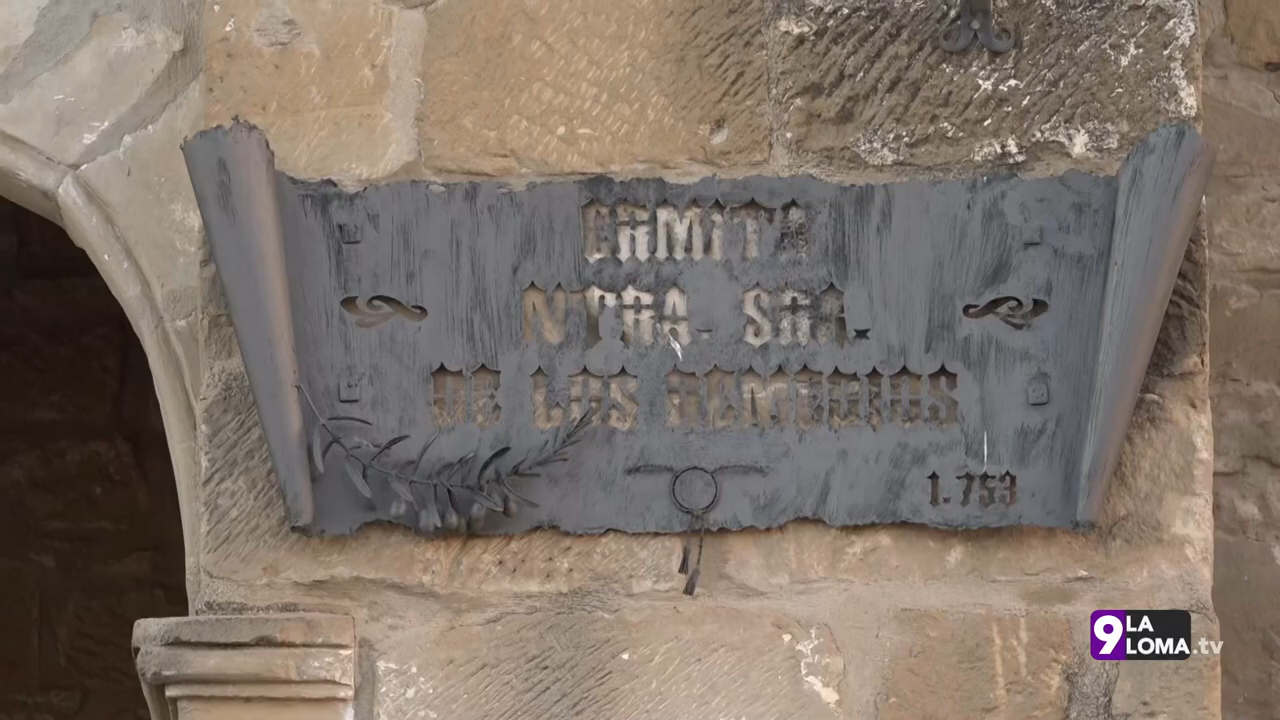 ERMITA
NTRA. SRA.
DE LOS REMEDIOS
1.753
9 LA
LOMA.tv